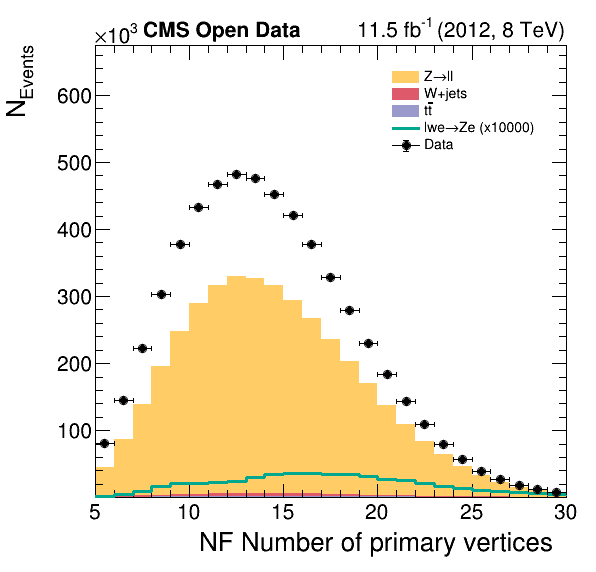 ×10³ CMS Open Data 11.5 fb⁻¹ (2012, 8 TeV)
N_Events
600
500
400
300
200
100
Z→ll
W+jets
tt̄
lwe→Ze (x10000)
Data
5 10 15 20 25 30
NF Number of primary vertices